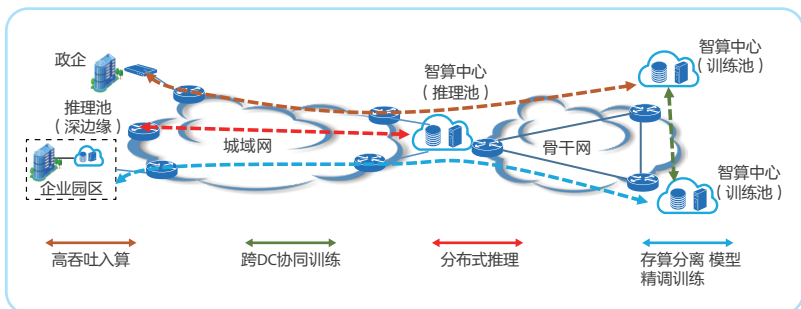 政企
智算中心
（推理池）
智算中心
（训练池）
推理池
（深边缘）
城域网
骨干网
企业园区
智算中心
（训练池）
高吞吐入算
跨DC协同训练
分布式推理
存算分离 模型
精调训练